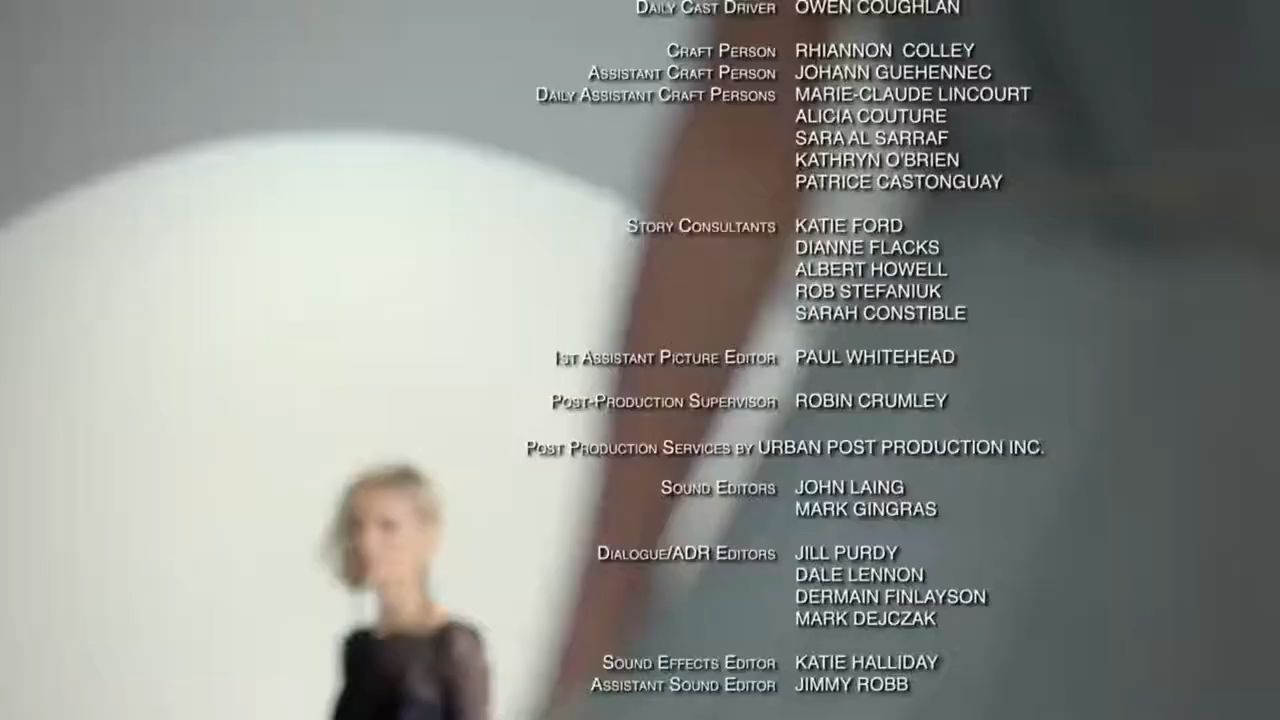 DAILY CAST DRIVER OWEN COUGHLAN
CRAFT PERSON RHIANNON COLLEY
ASSISTANT CRAFT PERSON JOHANN GUEHENNEC
DAILY ASSISTANT CRAFT PERSONS MARIE-CLAUDE LINCOURT
ALICIA COUTURE
SARA AL SARRAF
KATHRYN O'BRIEN
PATRICE CASTONGUAY
STORY CONSULTANTS KATIE FORD
DIANNE FLACKS
ALBERT HOWELL
ROB STEFANIUK
SARAH CONSTIBLE
1ST ASSISTANT PICTURE EDITOR PAUL WHITEHEAD
POST-PRODUCTION SUPERVISOR ROBIN CRUMLEY
POST PRODUCTION SERVICES BY URBAN POST PRODUCTION INC.
SOUND EDITORS JOHN LAING
MARK GINGRAS
DIALOGUE/ADR EDITORS JILL PURDY
DALE LENNON
DERMAIN FINLAYSON
MARK DEJCZAK
SOUND EFFECTS EDITOR KATIE HALLIDAY
ASSISTANT SOUND EDITOR JIMMY ROBB